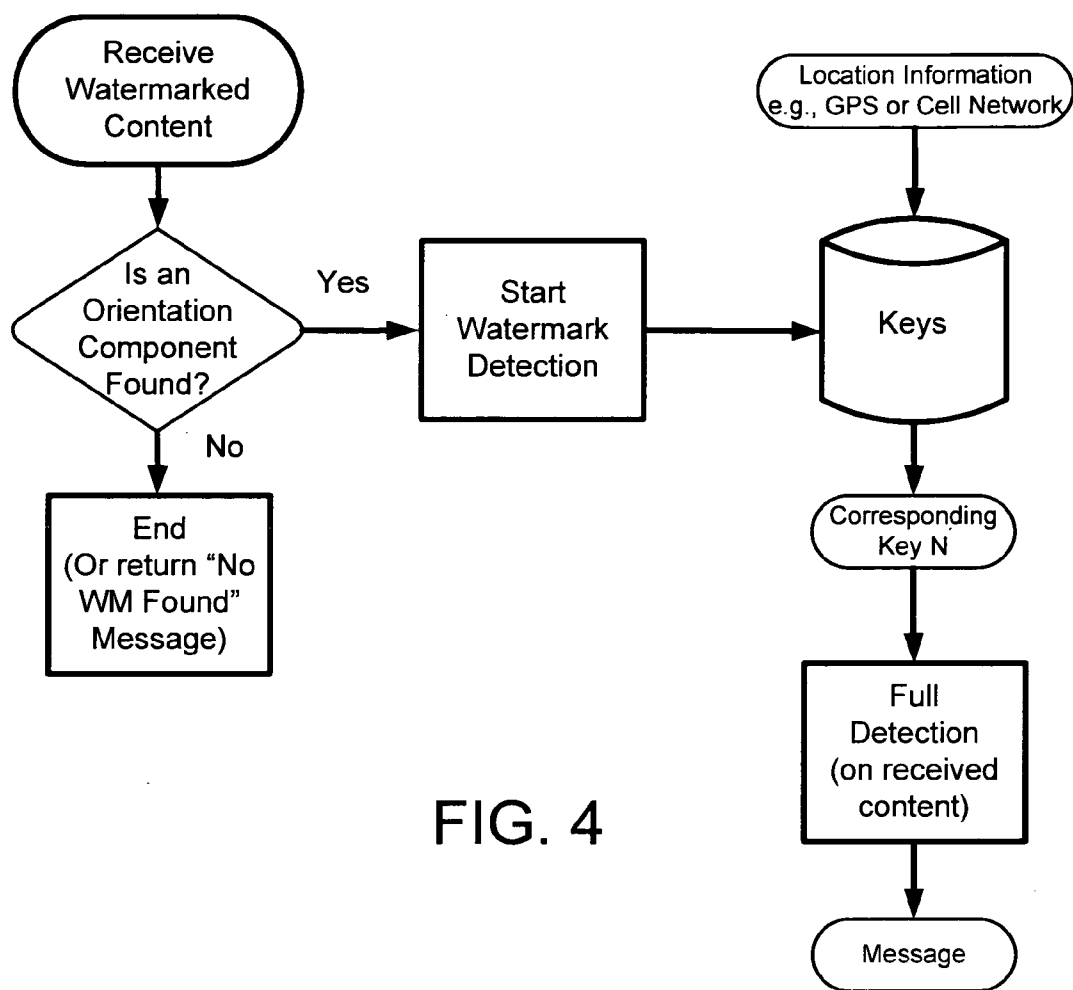 Receive
Watermarked
Content
Location Information
e.g., GPS or Cell Network
Is an
Orientation
Component
Found?
Yes
Start
Watermark
Detection
Keys
No
End
(Or return “No
WM Found”
Message)
Corresponding
Key N
Full
Detection
(on received
content)
FIG. 4
Message